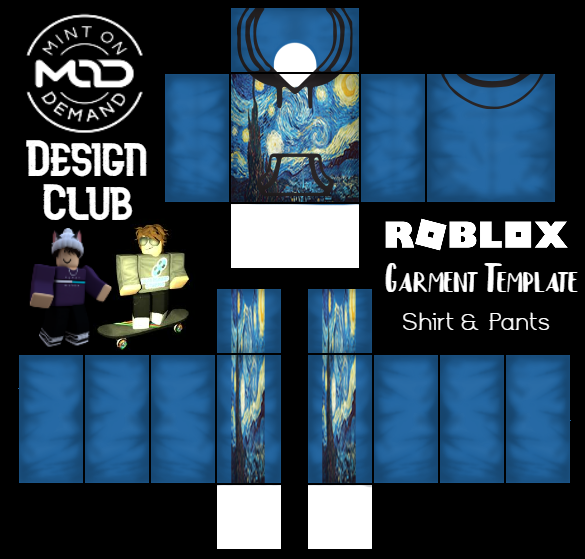 MINT ON
MOD
DEMAND
DESIGN
CLUB
ROBLOX
GARMENT TEMPLATE
Shirt & Pants